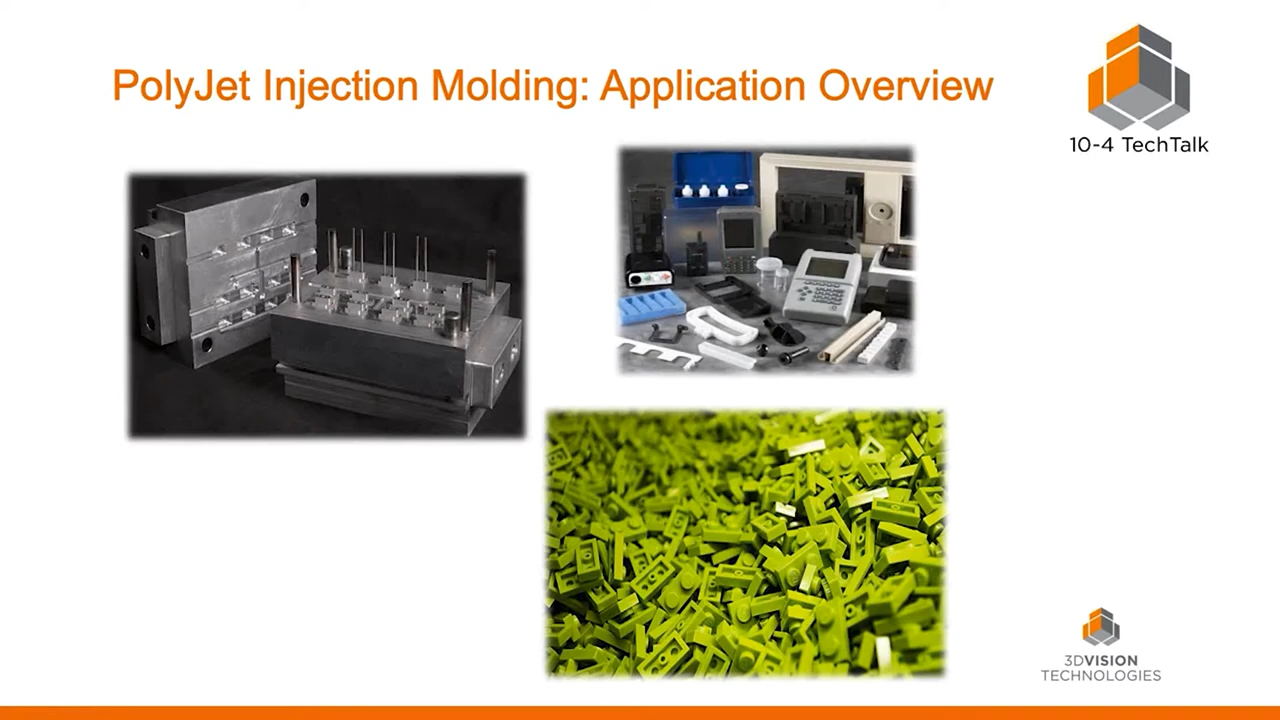 PolyJet Injection Molding: Application Overview
10-4 TechTalk
3DVISION
TECHNOLOGIES